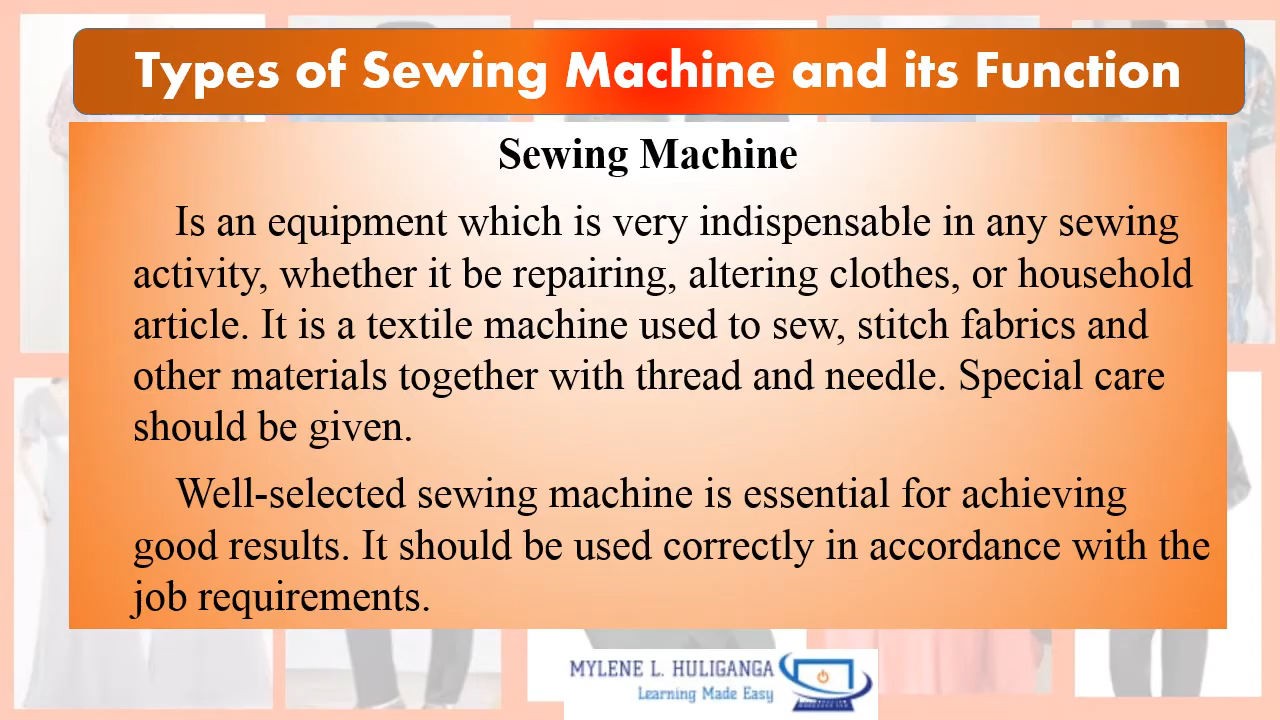 Types of Sewing Machine and its Function
Sewing Machine
Is an equipment which is very indispensable in any sewing
activity, whether it be repairing, altering clothes, or household
article. It is a textile machine used to sew, stitch fabrics and
other materials together with thread and needle. Special care
should be given.
Well-selected sewing machine is essential for achieving
good results. It should be used correctly in accordance with the
job requirements.
MYLENE L. HULIGANGA
Learning Made Easy